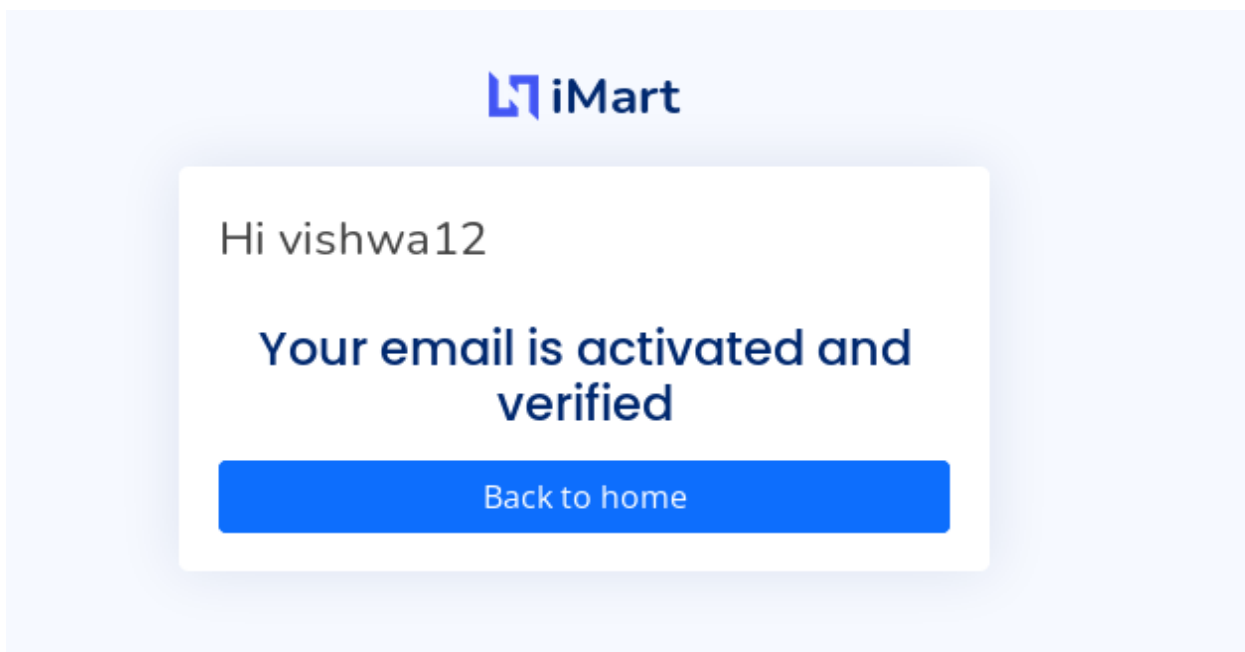 iMart
Hi vishwa12
Your email is activated and
verified
Back to home